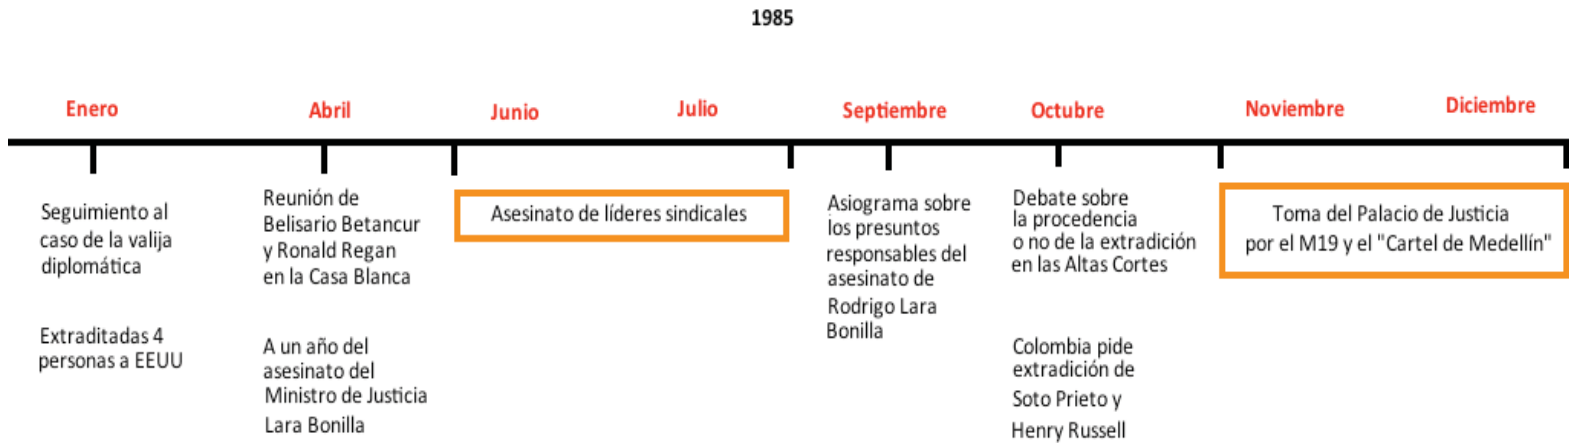 1985
Enero
Abril
Junio
Julio
Septiembre
Octubre
Noviembre
Diciembre
Seguimiento al
caso de la valija
diplomática
Extraditadas 4
personas a EEUU
Reunión de
Belisario Betancur
y Ronald Regan
en la Casa Blanca
A un año del
asesinato del
Ministro de Justicia
Lara Bonilla
Asesinato de líderes sindicales
Asiograma sobre
los presuntos
responsables del
asesinato de
Rodrigo Lara
Bonilla
Debate sobre
la procedencia
o no de la extradición
en las Altas Cortes
Colombia pide
extradición de
Soto Prieto y
Henry Russell
Toma del Palacio de Justicia
por el M19 y el "Cartel de Medellín"